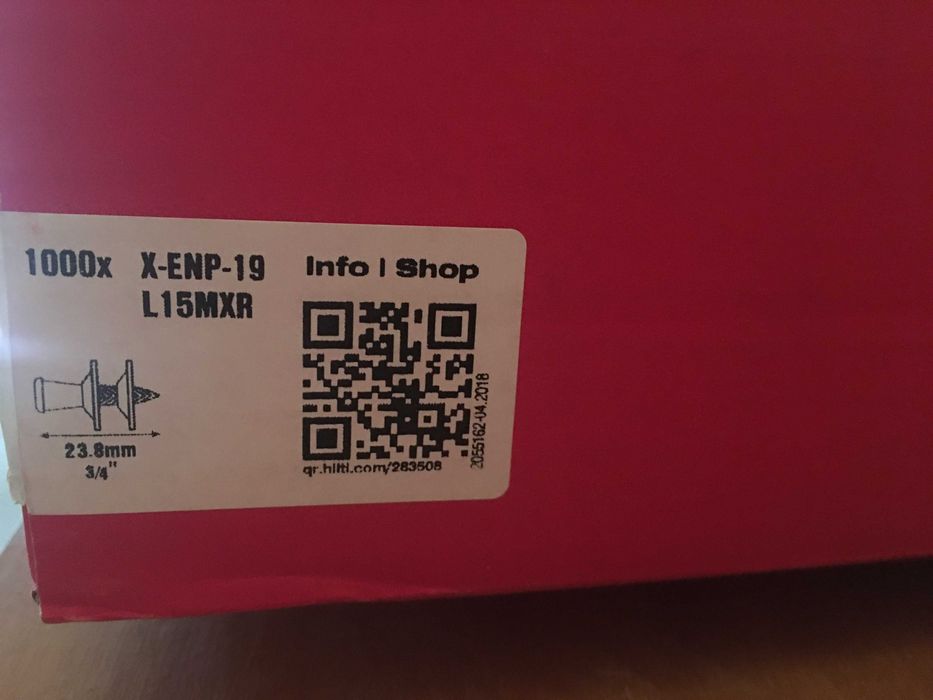 1000x X-ENP-19
L15MXR
Info | Shop
23.8mm
3/4"
qr.hilti.com/283508
2055162-04.2018